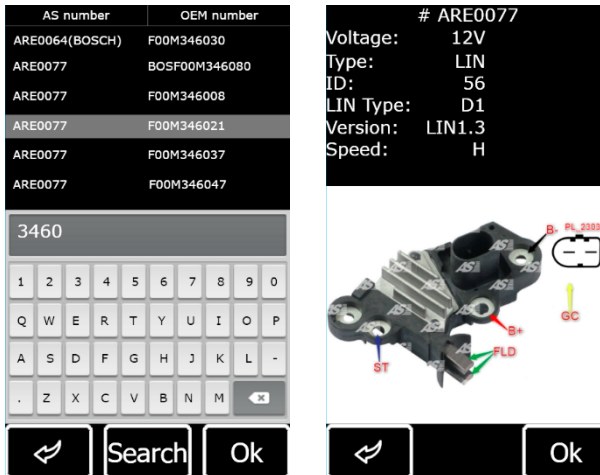 AS number OEM number
ARE0064(BOSCH) F00M346030
ARE0077 BOSF00M346080
ARE0077 F00M346008
ARE0077 F00M346021
ARE0077 F00M346037
ARE0077 F00M346047
3460
1 2 3 4 5 6 7 8 9 0
Q W E R T Y U I O P
A S D F G H J K L -
. Z X C V B N M
Search Ok
# ARE0077
Voltage: 12V
Type: LIN
ID: 56
LIN Type: D1
Version: LIN1.3
Speed: H
B-
GC
B+
FLD
ST
Ok